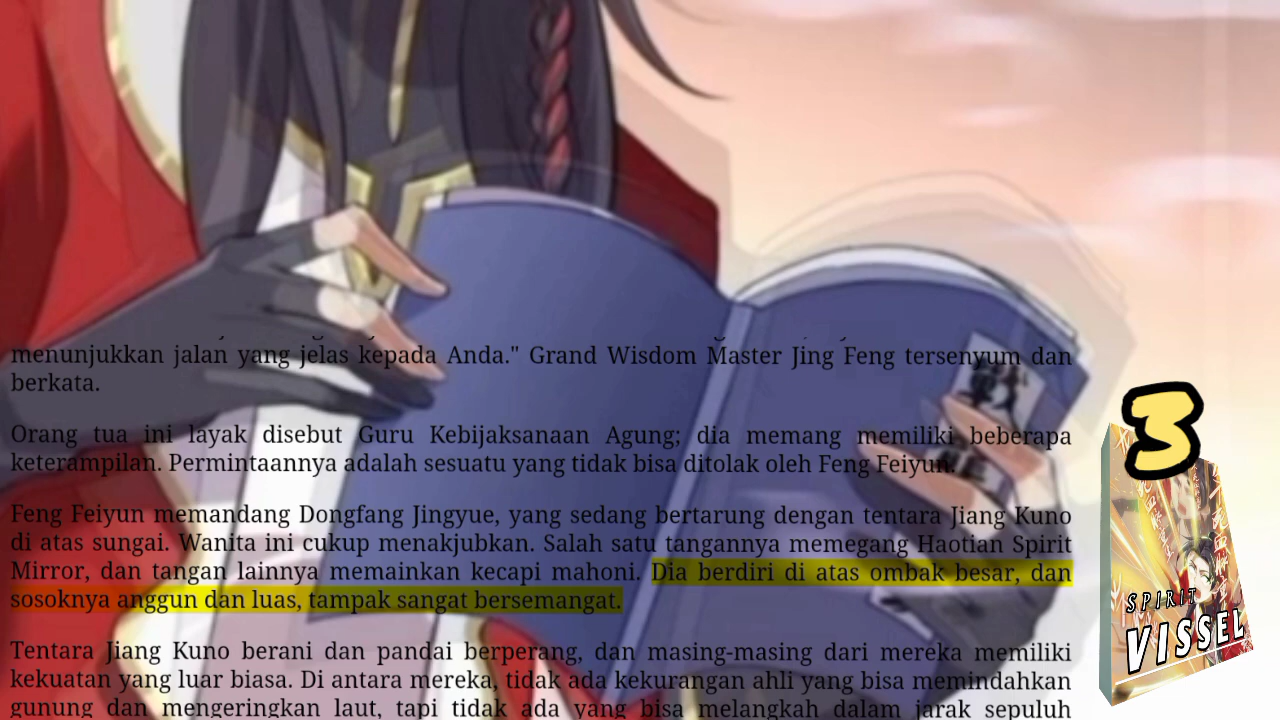 menunjukkan jalan yang jelas kepada Anda." Grand Wisdom Master Jing Feng tersenyum dan
berkata.
Orang tua ini layak disebut Guru Kebijaksanaan Agung; dia memang memiliki beberapa
keterampilan. Permintaannya adalah sesuatu yang tidak bisa ditolak oleh Feng Feiyun.
Feng Feiyun memandang Dongfang Jingyue, yang sedang bertarung dengan tentara Jiang Kuno
di atas sungai. Wanita ini cukup menakjubkan. Salah satu tangannya memegang Haotian Spirit
Mirror, dan tangan lainnya memainkan kecapi mahoni. Dia berdiri di atas ombak besar, dan
sosoknya anggun dan luas, tampak sangat bersemangat.
Tentara Jiang Kuno berani dan pandai berperang, dan masing-masing dari mereka memiliki
kekuatan yang luar biasa. Di antara mereka, tidak ada kekurangan ahli yang bisa memindahkan
gunung dan mengeringkan laut, tapi tidak ada yang bisa melangkah dalam jarak sepuluh
3
SPIRIT
VISSEL